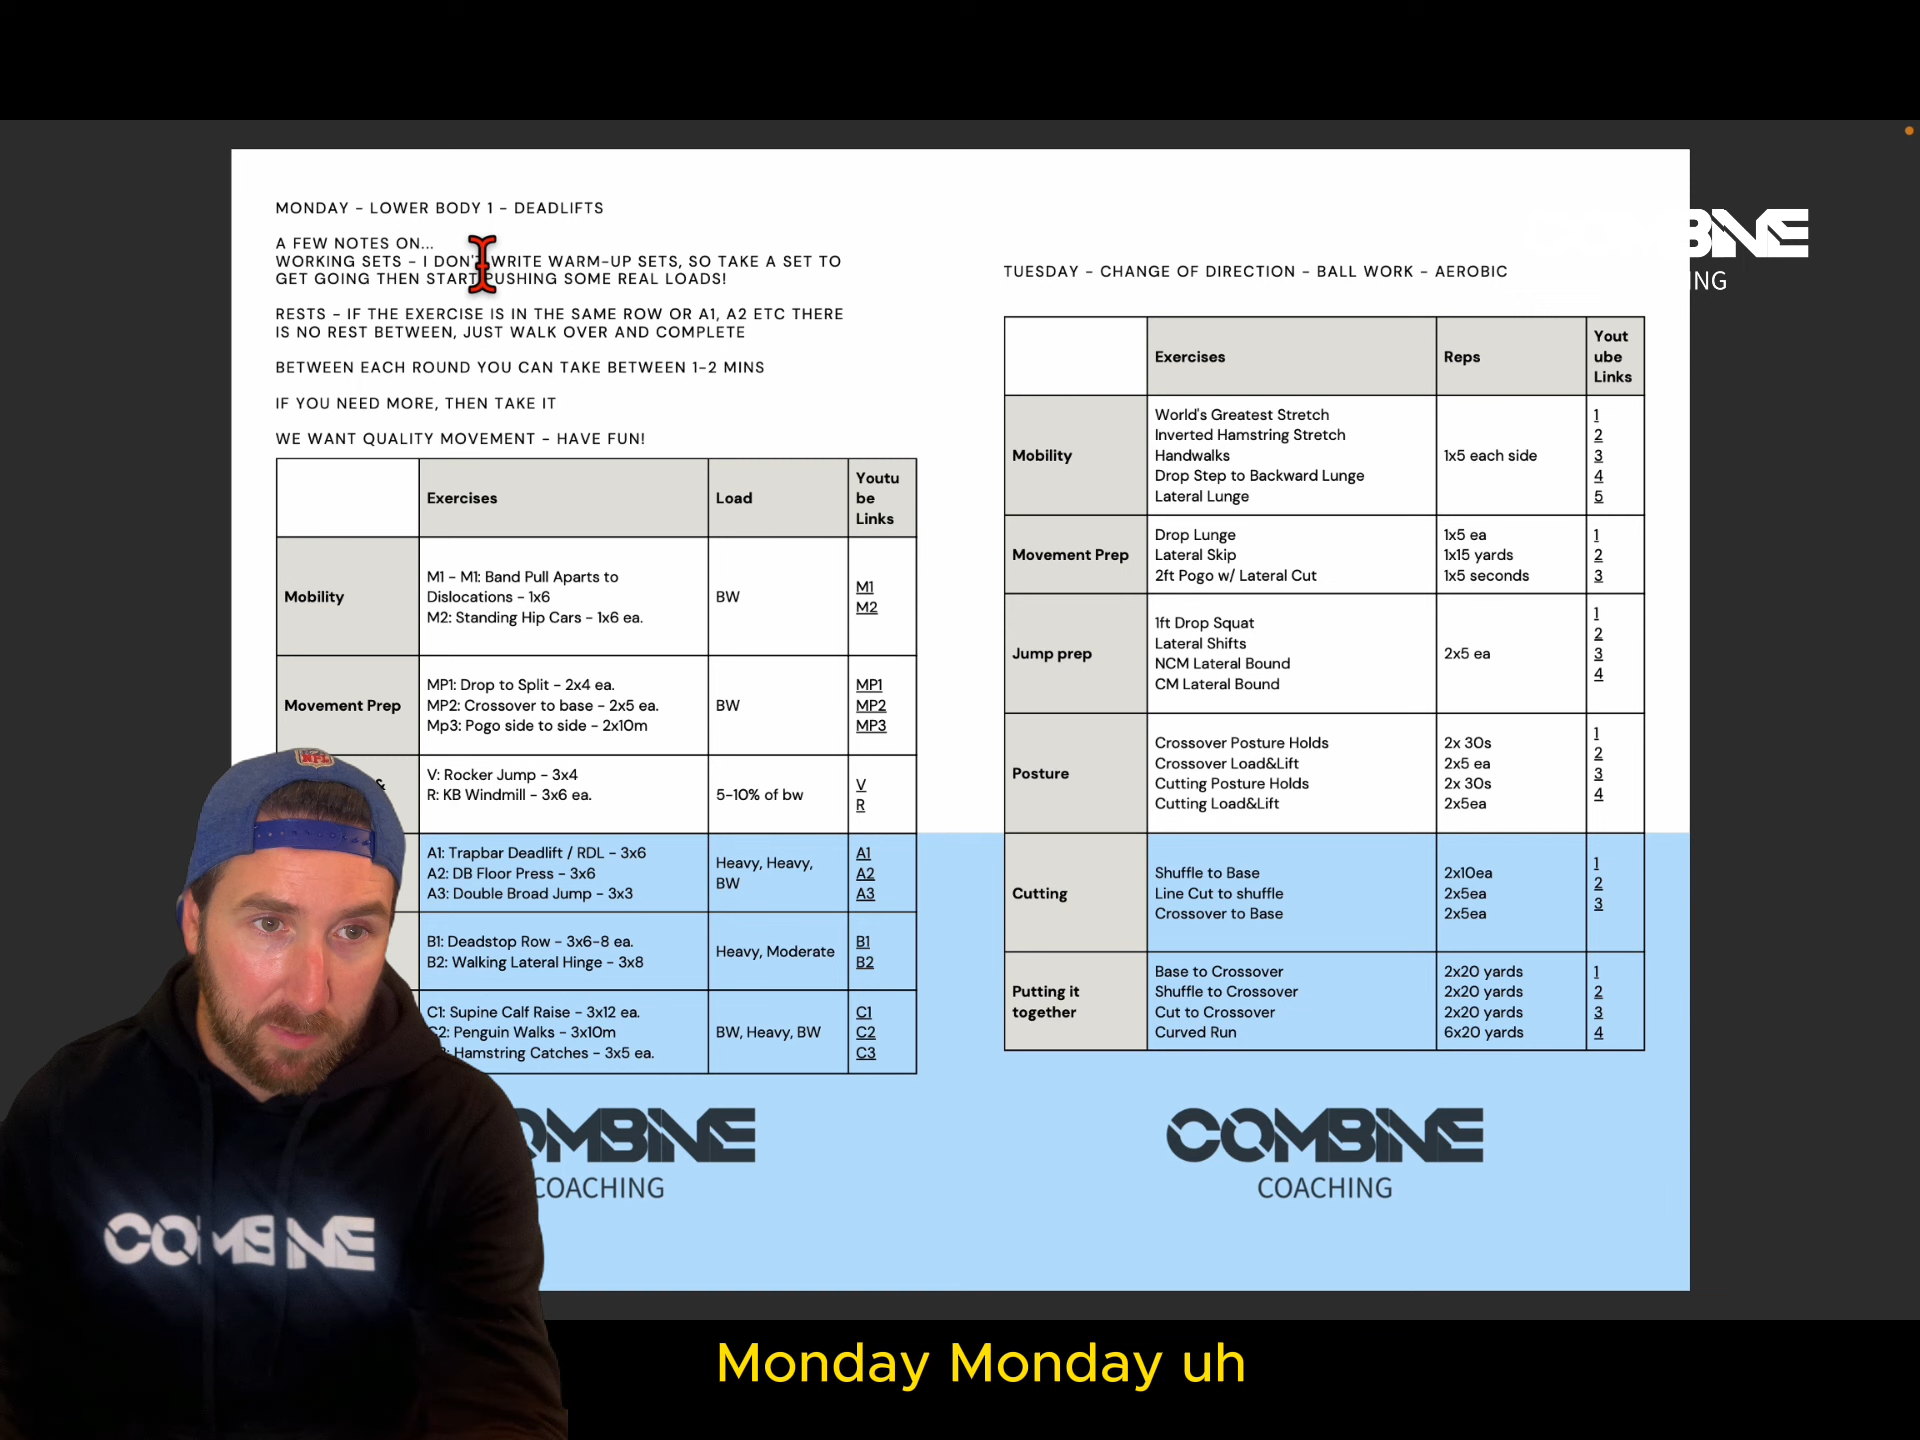 MONDAY - LOWER BODY 1 - DEADLIFTS
A FEW NOTES ON...
WORKING SETS - I DON'T WRITE WARM-UP SETS, SO TAKE A SET TO
GET GOING THEN START PUSHING SOME REAL LOADS!
RESTS - IF THE EXERCISE IS IN THE SAME ROW OR A1, A2 ETC THERE
IS NO REST BETWEEN, JUST WALK OVER AND COMPLETE
BETWEEN EACH ROUND YOU CAN TAKE BETWEEN 1-2 MINS
IF YOU NEED MORE, THEN TAKE IT
WE WANT QUALITY MOVEMENT - HAVE FUN!
Exercises
Load
Youtu
be
Links
Mobility
M1 - M1: Band Pull Aparts to
Dislocations - 1x6
M2: Standing Hip Cars - 1x6 ea.
BW
M1
M2
Movement Prep
MP1: Drop to Split - 2x4 ea.
MP2: Crossover to base - 2x5 ea.
Mp3: Pogo side to side - 2x10m
BW
MP1
MP2
MP3
&
V: Rocker Jump - 3x4
R: KB Windmill - 3x6 ea.
5-10% of bw
V
R
A1: Trapbar Deadlift / RDL - 3x6
A2: DB Floor Press - 3x6
A3: Double Broad Jump - 3x3
Heavy, Heavy,
BW
A1
A2
A3
B1: Deadstop Row - 3x6-8 ea.
B2: Walking Lateral Hinge - 3x8
Heavy, Moderate
B1
B2
C1: Supine Calf Raise - 3x12 ea.
C2: Penguin Walks - 3x10m
Hamstring Catches - 3x5 ea.
BW, Heavy, BW
C1
C2
C3
COMBINE
COACHING
TUESDAY - CHANGE OF DIRECTION - BALL WORK - AEROBIC
Exercises
Reps
Yout
ube
Links
Mobility
World's Greatest Stretch
Inverted Hamstring Stretch
Handwalks
Drop Step to Backward Lunge
Lateral Lunge
1x5 each side
1
2
3
4
5
Movement Prep
Drop Lunge
Lateral Skip
2ft Pogo w/ Lateral Cut
1x5 ea
1x15 yards
1x5 seconds
1
2
3
Jump prep
1ft Drop Squat
Lateral Shifts
NCM Lateral Bound
CM Lateral Bound
2x5 ea
1
2
3
4
Posture
Crossover Posture Holds
Crossover Load&Lift
Cutting Posture Holds
Cutting Load&Lift
2x 30s
2x5 ea
2x 30s
2x5ea
1
2
3
4
Cutting
Shuffle to Base
Line Cut to shuffle
Crossover to Base
2x10ea
2x5ea
2x5ea
1
2
3
Putting it
together
Base to Crossover
Shuffle to Crossover
Cut to Crossover
Curved Run
2x20 yards
2x20 yards
2x20 yards
6x20 yards
1
2
3
4
COMBINE
COACHING
BINE
ING
NFL
COMBINE
Monday Monday uh